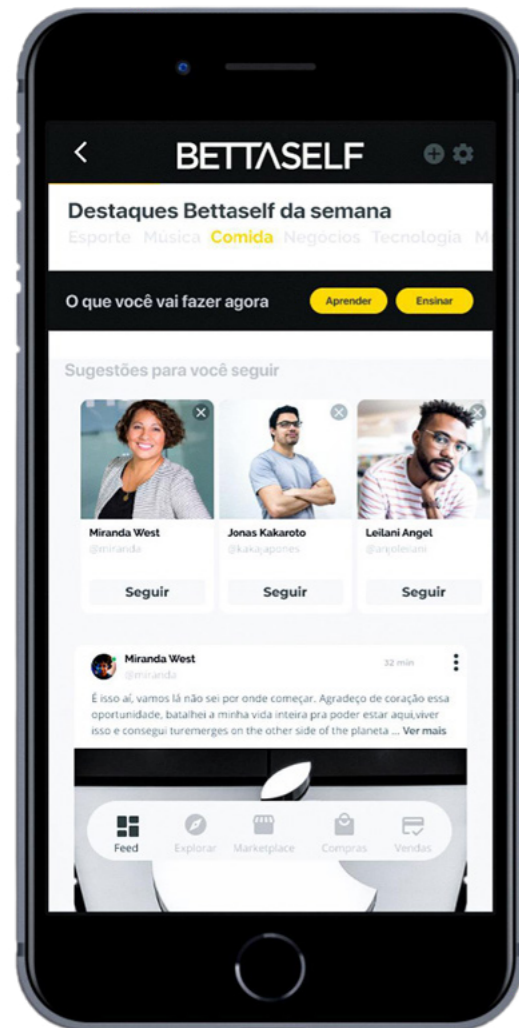 BETTASELF
Destaques Bettaself da semana
Esporte Música Comida Negócios Tecnologia M
O que você vai fazer agora Aprender Ensinar
Sugestões para você seguir
Miranda West Jonas Kakaroto Leilani Angel
@miranda @kakajapones @anjoleilani
Seguir Seguir Seguir
Miranda West 32 min
@miranda
É isso aí, vamos lá não sei por onde começar. Agradeço de coração essa
oportunidade, batalhei a minha vida inteira pra poder estar aqui,viver
isso e consegui turemerges on the other side of the planeta ... Ver mais
Feed Explorar Marketplace Compras Vendas